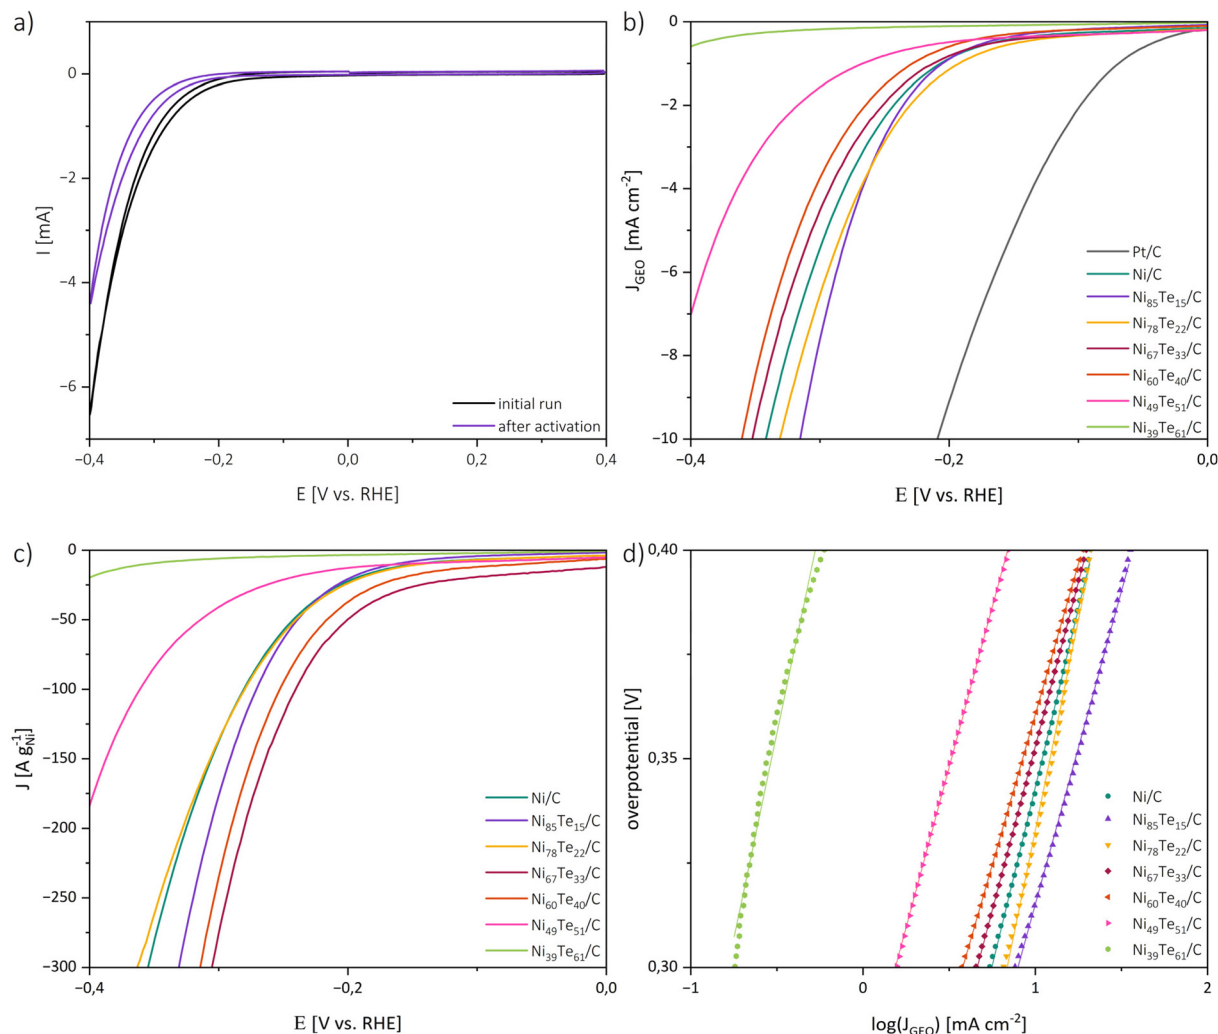 a)
1
0
−2
−4
−6
I [mA]
initial run
after activation
−0,4
−0,2
0,0
0,2
0,4
E [V vs. RHE]
b)
0
−2
−4
−6
−8
−10
J_GEO [mA cm⁻²]
Pt/C
Ni/C
Ni₈₅Te₁₅/C
Ni₇₈Te₂₂/C
Ni₆₇Te₃₃/C
Ni₆₀Te₄₀/C
Ni₄₉Te₅₁/C
Ni₃₉Te₆₁/C
−0,4
−0,2
0,0
E [V vs. RHE]
c)
0
−50
−100
−150
−200
−250
−300
J [A g⁻¹_Ni]
Ni/C
Ni₈₅Te₁₅/C
Ni₇₈Te₂₂/C
Ni₆₇Te₃₃/C
Ni₆₀Te₄₀/C
Ni₄₉Te₅₁/C
Ni₃₉Te₆₁/C
−0,4
−0,2
0,0
E [V vs. RHE]
d)
0,40
0,35
0,30
overpotential [V]
Ni/C
Ni₈₅Te₁₅/C
Ni₇₈Te₂₂/C
Ni₆₇Te₃₃/C
Ni₆₀Te₄₀/C
Ni₄₉Te₅₁/C
Ni₃₉Te₆₁/C
−1
0
1
2
log(J_GEO) [mA cm⁻²]